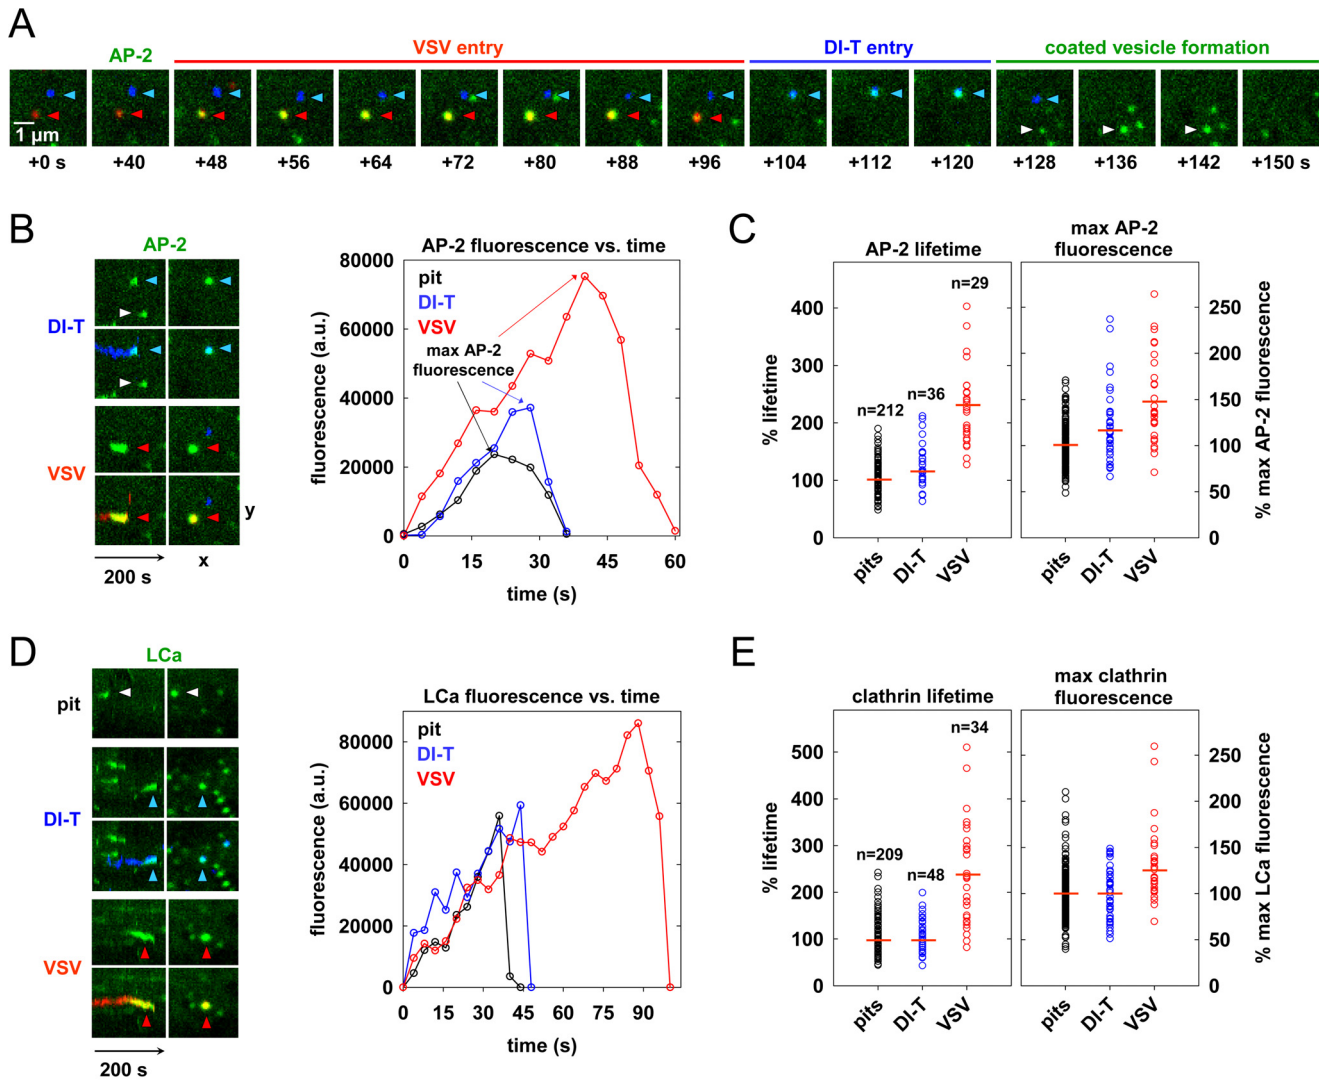 A
AP-2
VSV entry
DI-T entry
coated vesicle formation
1 μm
+0 s
+40
+48
+56
+64
+72
+80
+88
+96
+104
+112
+120
+128
+136
+142
+150 s
B
AP-2
DI-T
VSV
y
x
200 s
AP-2 fluorescence vs. time
pit
DI-T
VSV
max AP-2
fluorescence
fluorescence (a.u.)
80000
60000
40000
20000
0
0
15
30
45
60
time (s)
C
AP-2 lifetime
max AP-2
fluorescence
n=212
n=36
n=29
% lifetime
400
300
200
100
0
pits
DI-T
VSV
pits
DI-T
VSV
250
200
150
100
50
0
% max AP-2 fluorescence
D
LCa
pit
DI-T
VSV
200 s
LCa fluorescence vs. time
pit
DI-T
VSV
fluorescence (a.u.)
80000
60000
40000
20000
0
0
15
30
45
60
75
90
time (s)
E
clathrin lifetime
max clathrin
fluorescence
n=209
n=48
n=34
% lifetime
500
400
300
200
100
0
pits
DI-T
VSV
pits
DI-T
VSV
250
200
150
100
50
0
% max LCa fluorescence